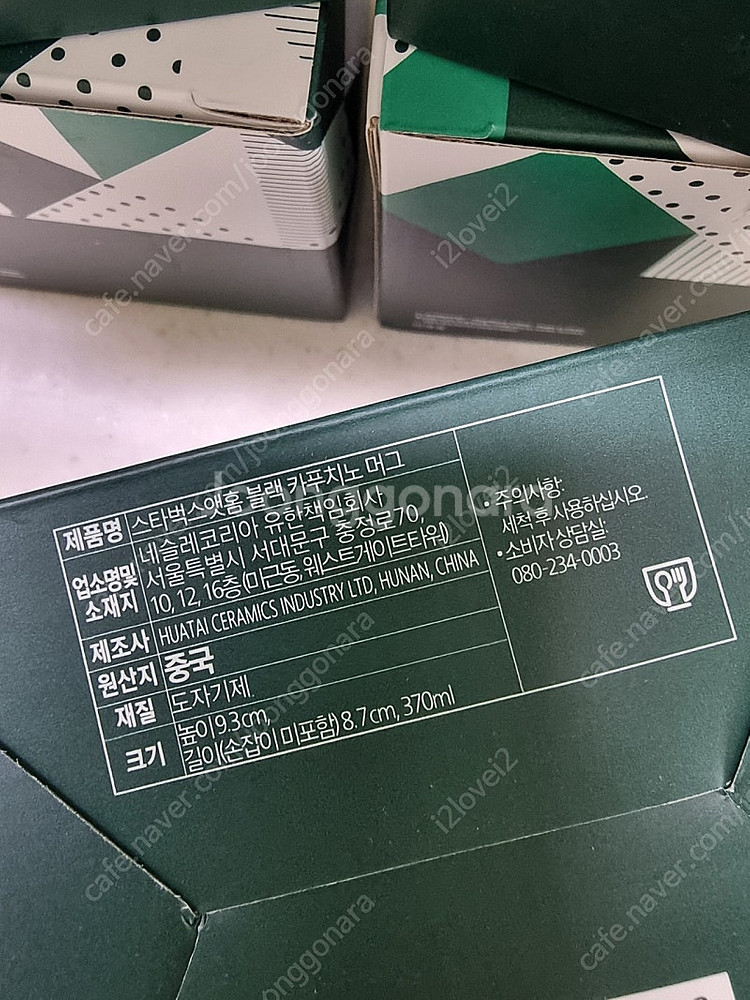 제품명 스타벅스앳홈 블랙 카푸치노 머그
업소명및 소재지 네슬레코리아 유한책임회사
서울특별시 서대문구 충정로70,
10, 12, 16층(미근동, 웨스트게이트타워)
제조사 HUATAI CERAMICS INDUSTRY LTD, HUNAN, CHINA
원산지 중국
재질 도자기제.
크기 높이9.3cm,
길이(손잡이 미포함) 8.7cm, 370ml
• 주의사항:
세척 후 사용하십시오.
• 소비자 상담실:
080-234-0003
joonggonara
cafe.naver.com/joonggonara
i2lovei2